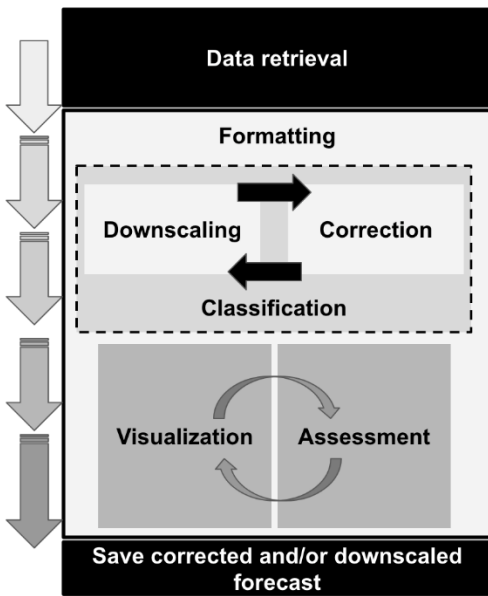 Data retrieval
Formatting
Downscaling
Correction
Classification
Visualization
Assessment
Save corrected and/or downscaled
forecast